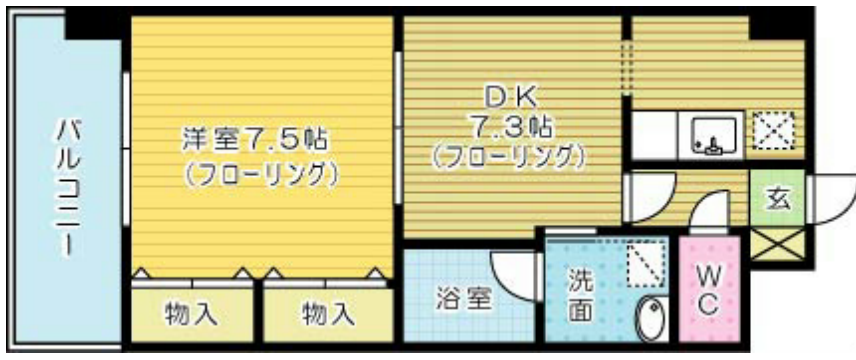 バルコニー
洋室7.5帖
(フローリング)
DK
7.3帖
(フローリング)
玄
物入
物入
浴室
洗面
WC